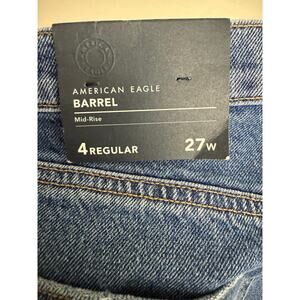 AMERICAN EAGLE
BARREL
Mid-Rise
4 REGULAR 27W